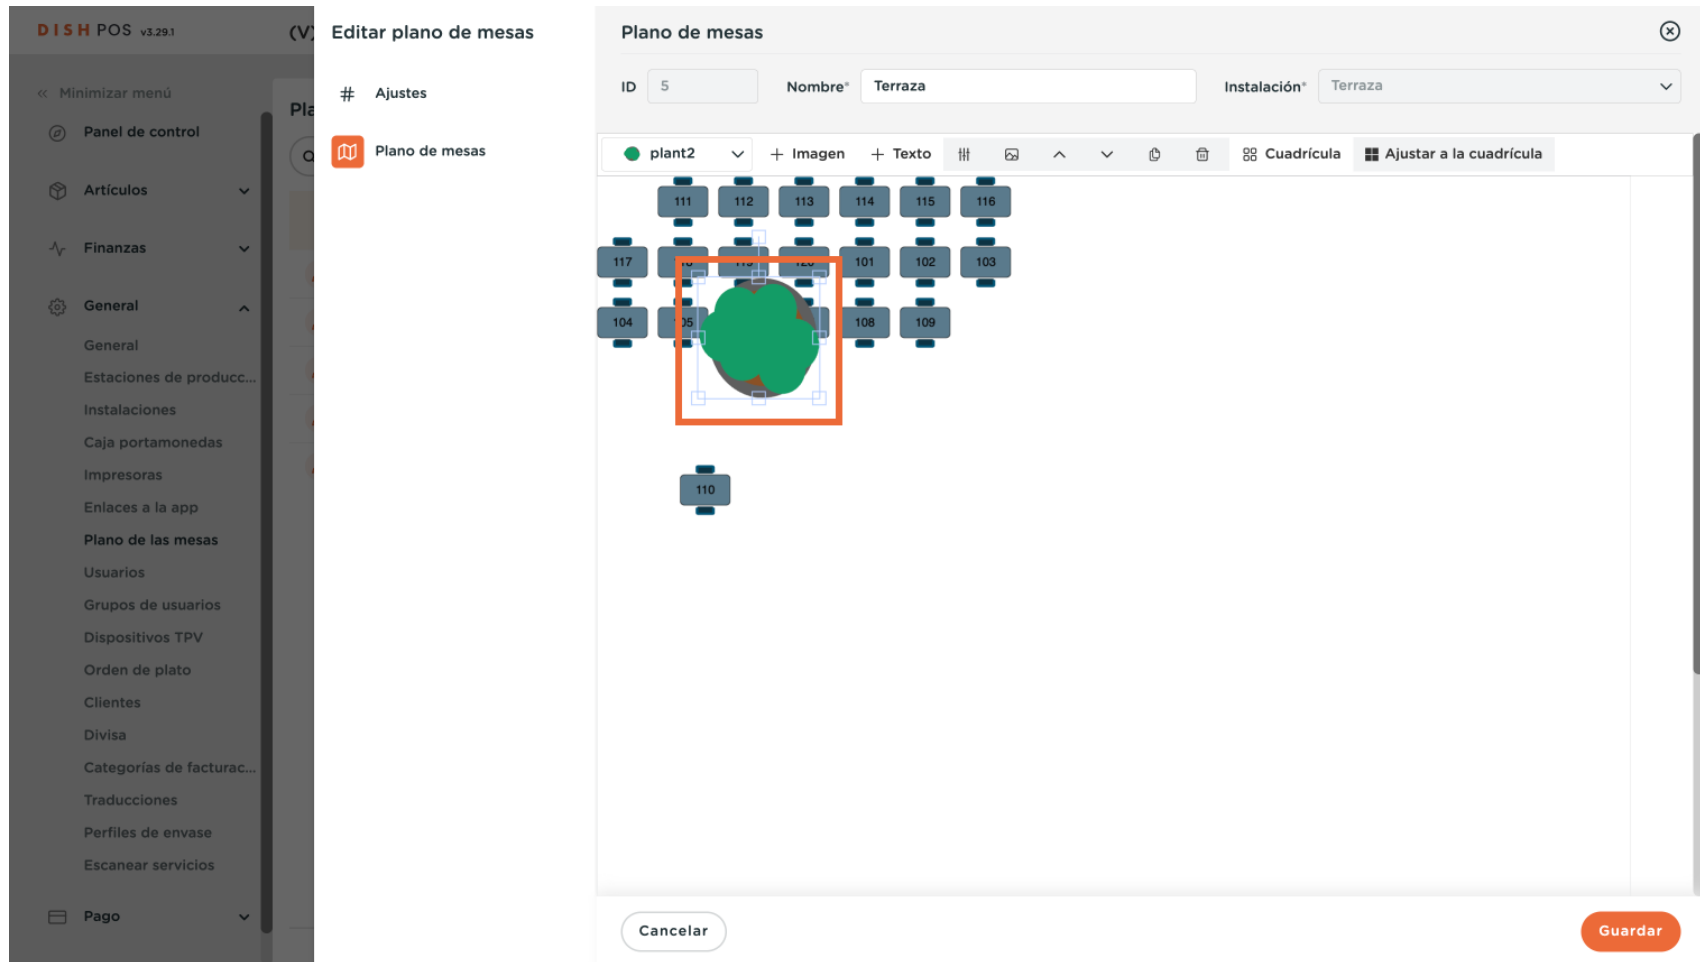 DISH POS v3.29.1
Minimizar menú
Panel de control
Artículos
Finanzas
General
General
Estaciones de producc...
Instalaciones
Caja portamonedas
Impresoras
Enlaces a la app
Plano de las mesas
Usuarios
Grupos de usuarios
Dispositivos TPV
Orden de plato
Clientes
Divisa
Categorías de facturac...
Traducciones
Perfiles de envase
Escanear servicios
Pago
(V)
Pla
Editar plano de mesas
# Ajustes
Plano de mesas
Plano de mesas
ID 5 Nombre* Terraza Instalación* Terraza
plant2 + Imagen + Texto Cuadrícula Ajustar a la cuadrícula
111 112 113 114 115 116
117 101 102 103
104 108 109
110
Cancelar Guardar